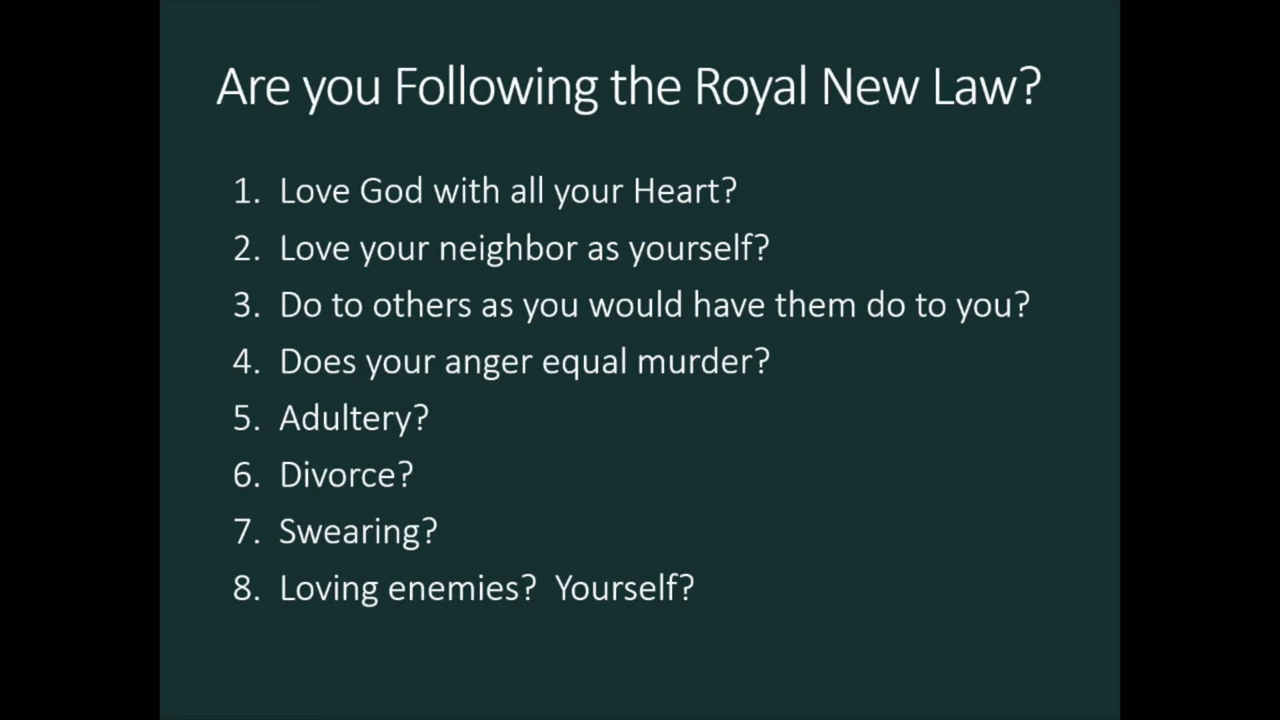 Are you Following the Royal New Law?
1. Love God with all your Heart?
2. Love your neighbor as yourself?
3. Do to others as you would have them do to you?
4. Does your anger equal murder?
5. Adultery?
6. Divorce?
7. Swearing?
8. Loving enemies?  Yourself?